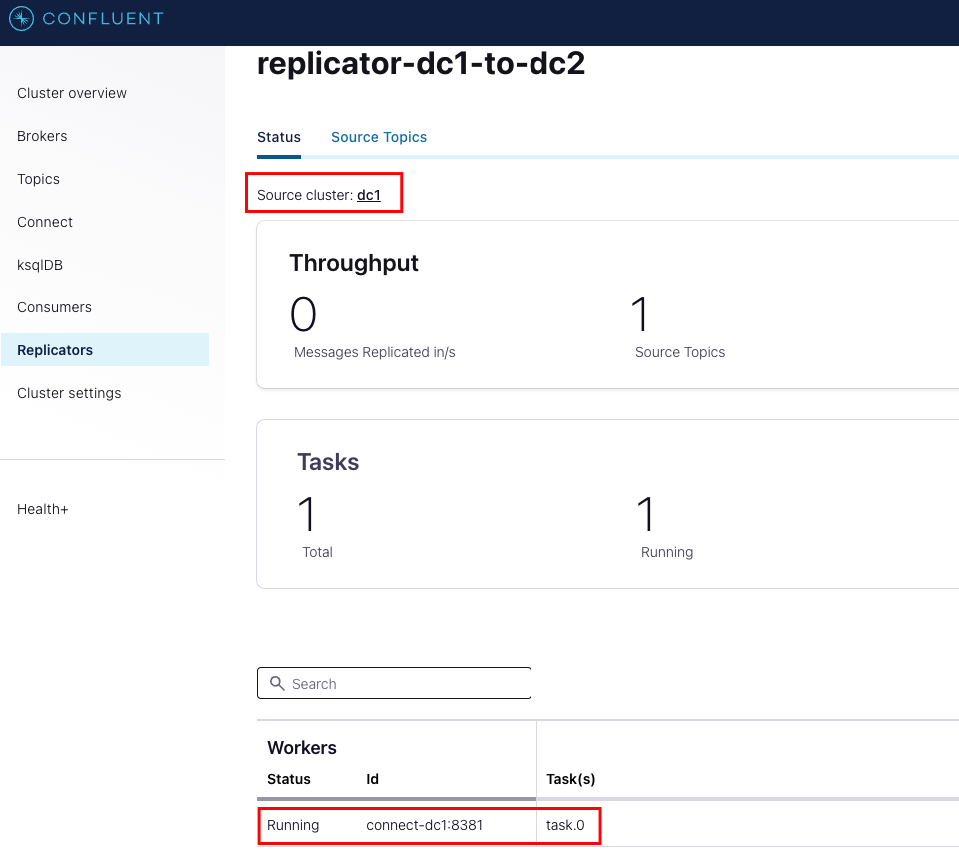 CONFLUENT
replicator-dc1-to-dc2
Cluster overview
Brokers
Topics
Connect
ksqlDB
Consumers
Replicators
Cluster settings
Health+
Status Source Topics
Source cluster: dc1
Throughput
0 1
Messages Replicated in/s Source Topics
Tasks
1 1
Total Running
Search
Workers
Status Id Task(s)
Running connect-dc1:8381 task.0